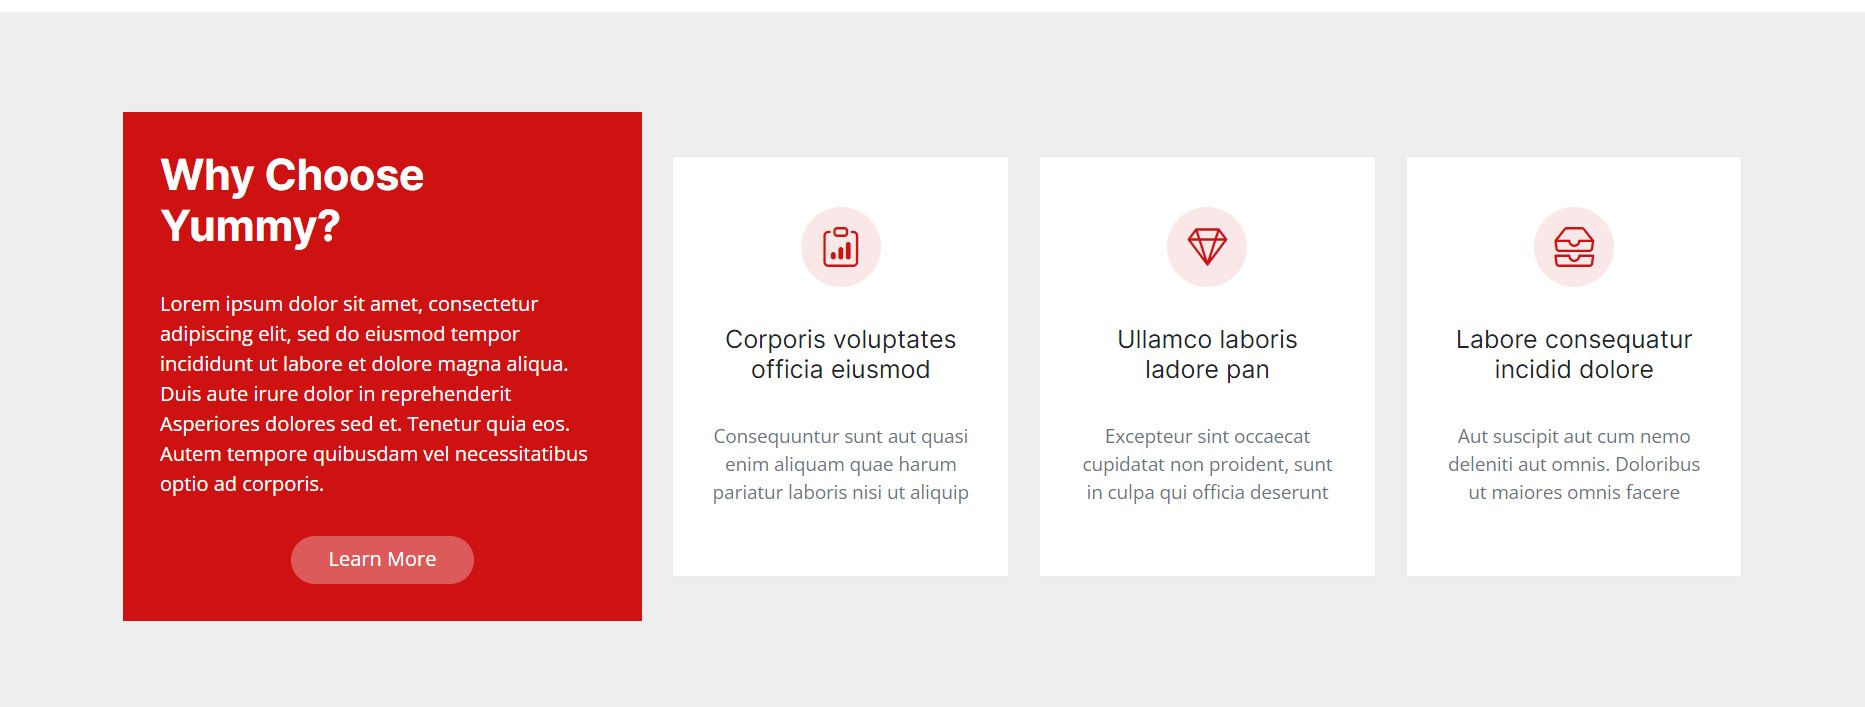 Why Choose
Yummy?
Lorem ipsum dolor sit amet, consectetur
adipiscing elit, sed do eiusmod tempor
incididunt ut labore et dolore magna aliqua.
Duis aute irure dolor in reprehenderit
Asperiores dolores sed et. Tenetur quia eos.
Autem tempore quibusdam vel necessitatibus
optio ad corporis.
Learn More
Corporis voluptates
officia eiusmod
Consequuntur sunt aut quasi
enim aliquam quae harum
pariatur laboris nisi ut aliquip
Ullamco laboris
ladore pan
Excepteur sint occaecat
cupidatat non proident, sunt
in culpa qui officia deserunt
Labore consequatur
incidid dolore
Aut suscipit aut cum nemo
deleniti aut omnis. Doloribus
ut maiores omnis facere